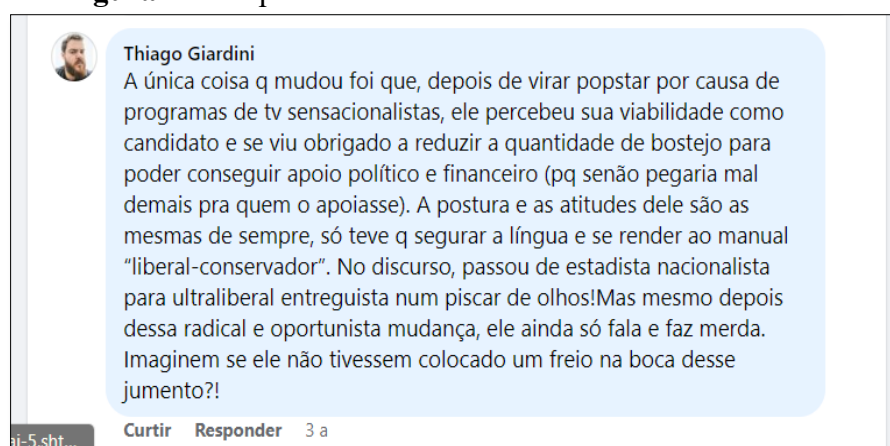 Thiago Giardini
A única coisa q mudou foi que, depois de virar popstar por causa de
programas de tv sensacionalistas, ele percebeu sua viabilidade como
candidato e se viu obrigado a reduzir a quantidade de bostejo para
poder conseguir apoio político e financeiro (pq senão pegaria mal
demais pra quem o apoiasse). A postura e as atitudes dele são as
mesmas de sempre, só teve q segurar a língua e se render ao manual
“liberal-conservador”. No discurso, passou de estadista nacionalista
para ultraliberal entreguista num piscar de olhos!Mas mesmo depois
dessa radical e oportunista mudança, ele ainda só fala e faz merda.
Imaginem se ele não tivessem colocado um freio na boca desse
jumento?!
Curtir Responder 3 a